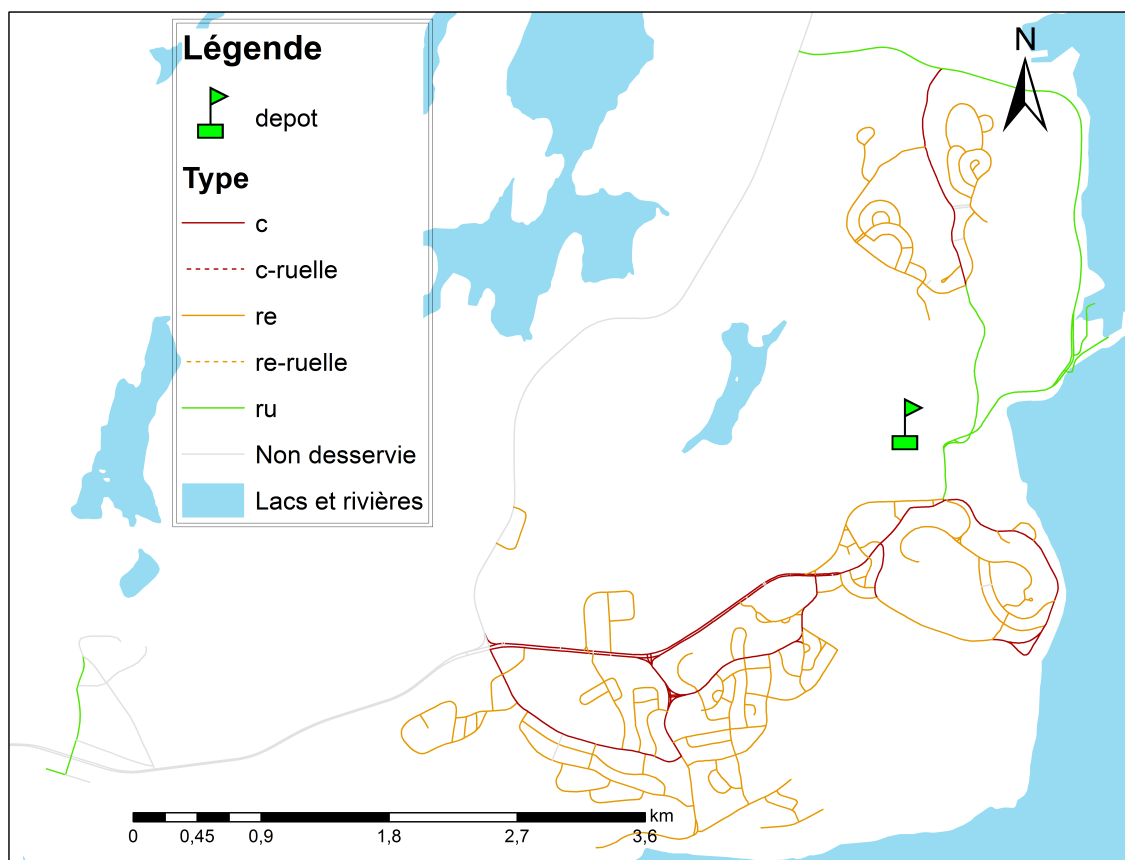 Légende
depot
Type
c
c-ruelle
re
re-ruelle
ru
Non desservie
Lacs et rivières
N
km
0 0,45 0,9 1,8 2,7 3,6